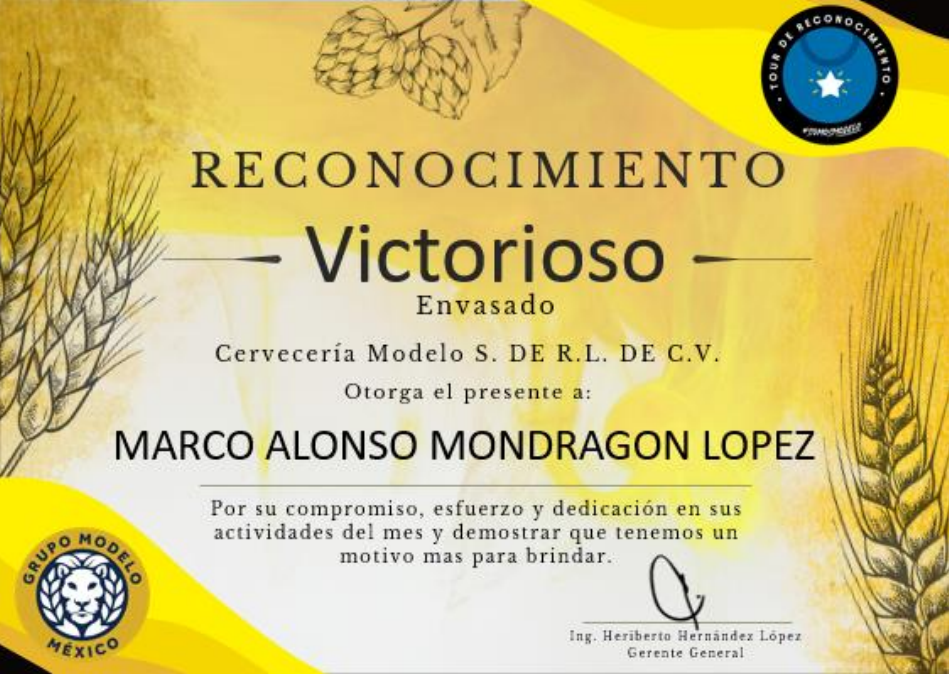 TOUR DE RECONOCIMIENTO
#SOMOSMODELO
RECONOCIMIENTO
Victorioso
Envasado
Cervecería Modelo S. DE R.L. DE C.V.
Otorga el presente a:
MARCO ALONSO MONDRAGON LOPEZ
Por su compromiso, esfuerzo y dedicación en sus
actividades del mes y demostrar que tenemos un
motivo mas para brindar.
GRUPO MODELO
MÉXICO
Ing. Heriberto Hernández López
Gerente General